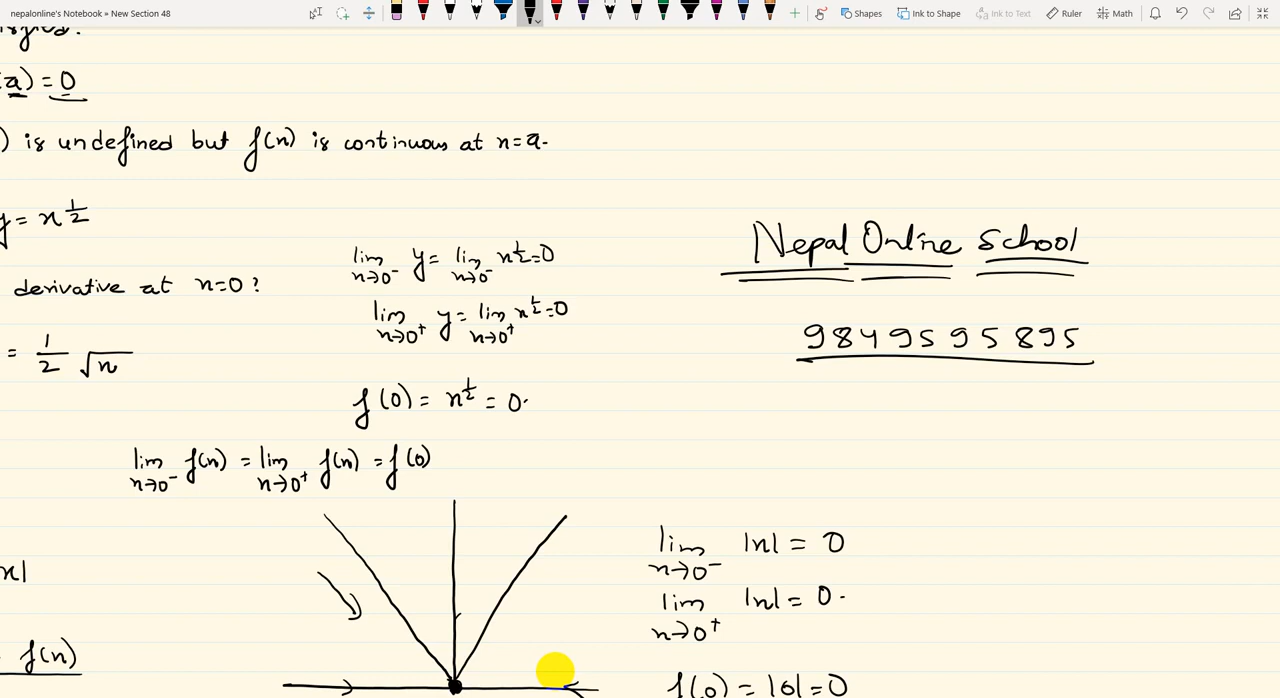 nepalonline's Notebook » New Section 48
Shapes Ink to Shape Ink to Text Ruler Math
a) = 0
) is undefined but f(n) is continuous at n=a.
y = n^{1/2}
derivative at n=0?
= 1/2 √n
lim n→0⁻ y = lim n→0⁻ n^{1/2} = 0
lim n→0⁺ y = lim n→0⁺ n^{1/2} = 0
f(0) = n^{1/2} = 0.
lim n→0⁻ f(n) = lim n→0⁺ f(n) = f(0)
Nepal Online School
9849595895
|n|
f(n)
lim n→0⁻ |n| = 0
lim n→0⁺ |n| = 0.
f(0) = |0| = 0